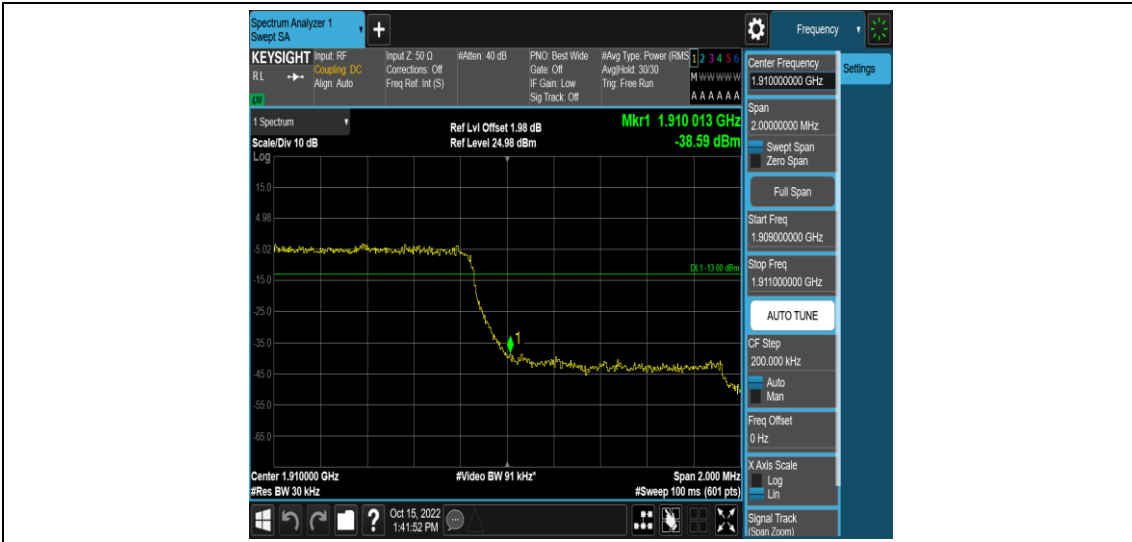 Spectrum Analyzer 1
Swept SA
+
Frequency
KEYSIGHT
RL
LXI
Input: RF
Coupling: DC
Align: Auto
Input Z: 50 Ω
Corrections: Off
Freq Ref: Int (S)
#Atten: 40 dB
PNO: Best Wide
Gate: Off
IF Gain: Low
Sig Track: Off
#Avg Type: Power (RMS
Avg|Hold: 30/30
Trig: Free Run
1 2 3 4 5 6
M W W W W W
A A A A A A
1 Spectrum
Scale/Div 10 dB
Log
Ref Lvl Offset 1.98 dB
Ref Level 24.98 dBm
Mkr1 1.910 013 GHz
-38.59 dBm
15.0
4.98
-5.02
DL1 -13.00 dBm
-15.0
-25.0
1
-35.0
-45.0
-55.0
-65.0
Center 1.910000 GHz
#Res BW 30 kHz
#Video BW 91 kHz*
Span 2.000 MHz
#Sweep 100 ms (601 pts)
Center Frequency
1.910000000 GHz
Settings
Span
2.00000000 MHz
Swept Span
Zero Span
Full Span
Start Freq
1.909000000 GHz
Stop Freq
1.911000000 GHz
AUTO TUNE
CF Step
200.000 kHz
Auto
Man
Freq Offset
0 Hz
X Axis Scale
Log
Lin
Signal Track
(Span Zoom)
?
Oct 15, 2022
1:41:52 PM